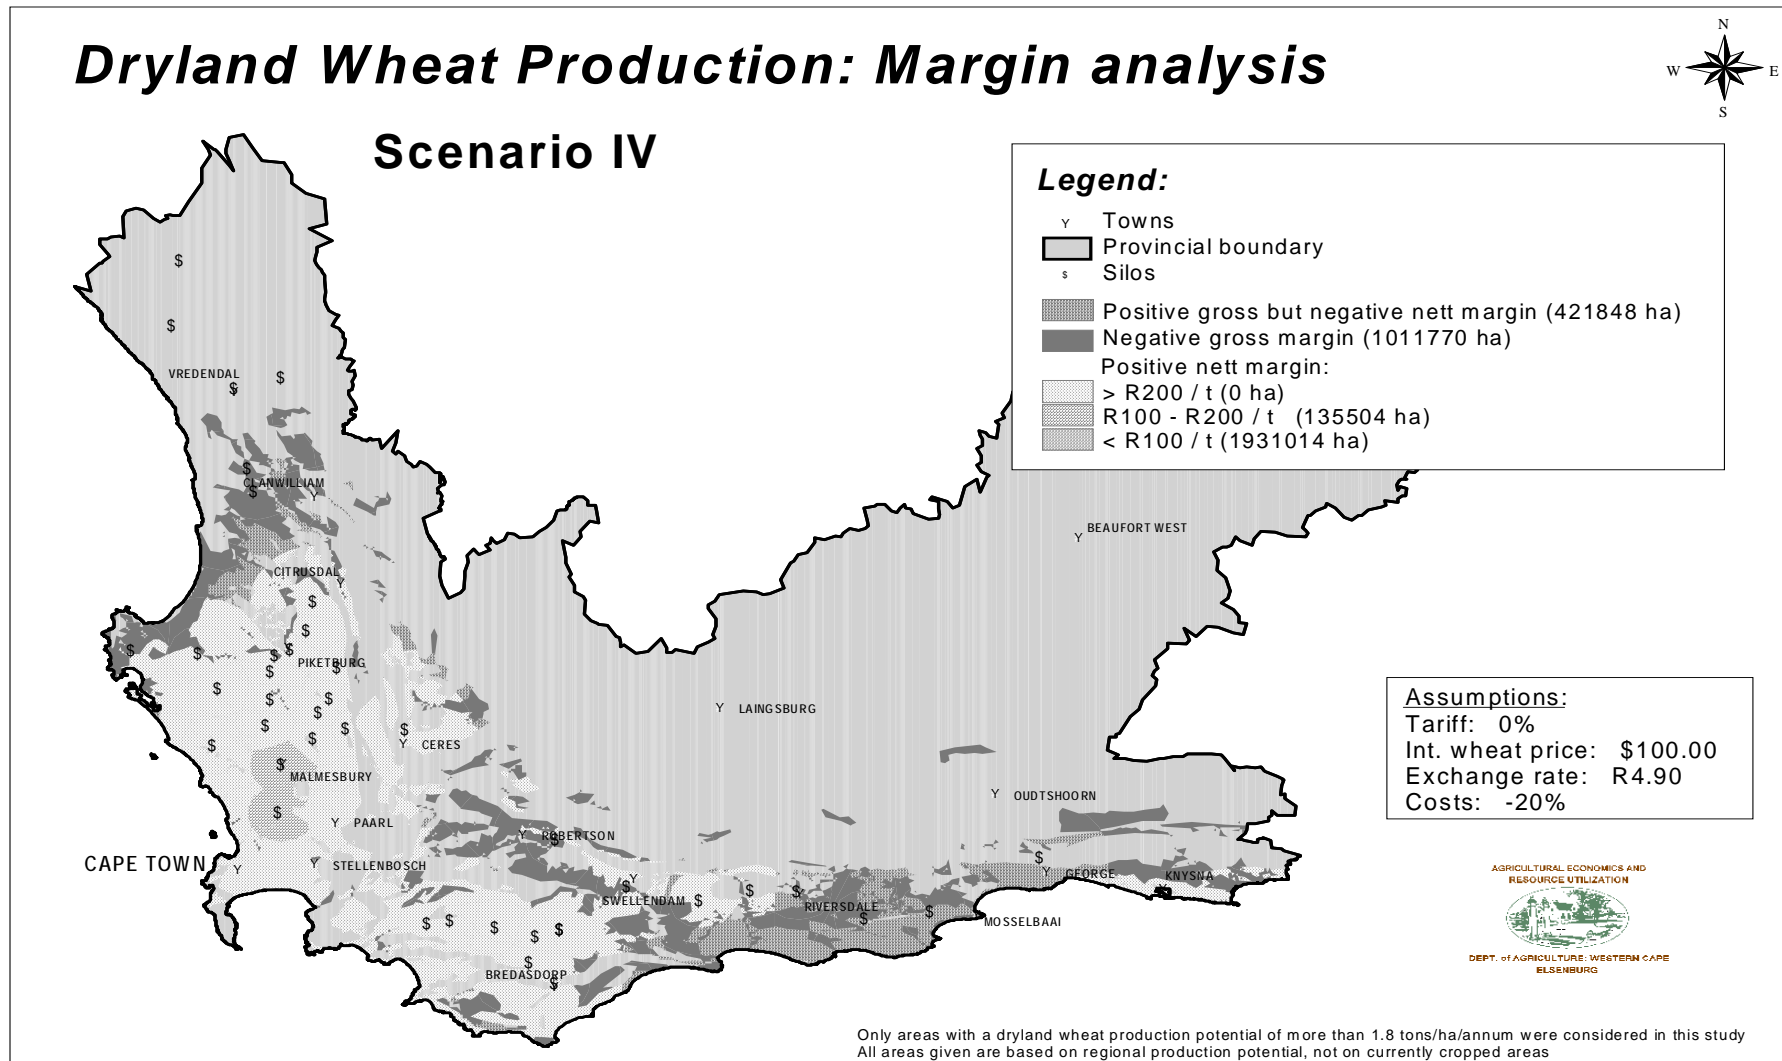 Dryland Wheat Production: Margin analysis
Scenario IV
N
W
E
S
Legend:
Y Towns
Provincial boundary
$ Silos
Positive gross but negative nett margin (421848 ha)
Negative gross margin (1011770 ha)
Positive nett margin:
> R200 / t (0 ha)
R100 - R200 / t (135504 ha)
< R100 / t (1931014 ha)
VREDENDAL
CLANWILLIAM
BEAUFORT WEST
CITRUSDAL
PIKETBURG
LAINGSBURG
CERES
MALMESBURY
OUDTSHOORN
PAARL
ROBERTSON
CAPE TOWN
STELLENBOSCH
GEORGE
KNYSNA
SWELLENDAM
RIVERSDALE
MOSSELBAAI
BREDASDORP
Assumptions:
Tariff: 0%
Int. wheat price: $100.00
Exchange rate: R4.90
Costs: -20%
AGRICULTURAL ECONOMICS AND
RESOURCE UTILIZATION
DEPT. of AGRICULTURE: WESTERN CAPE
ELSENBURG
Only areas with a dryland wheat production potential of more than 1.8 tons/ha/annum were considered in this study
All areas given are based on regional production potential, not on currently cropped areas